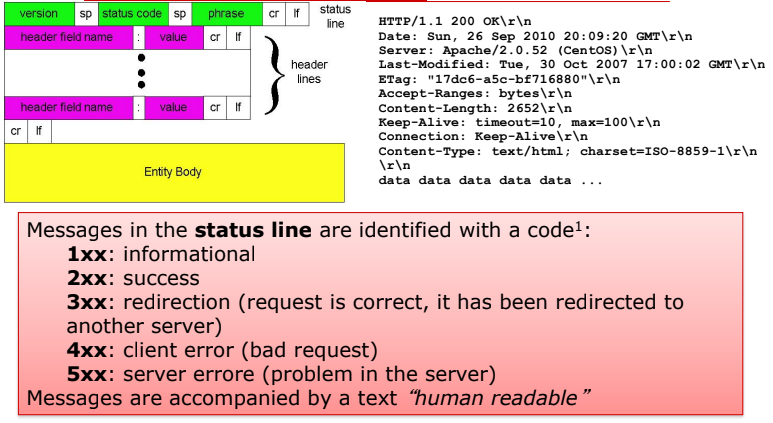 version sp status code sp phrase cr lf status line
header field name : value cr lf
header lines
header field name : value cr lf
cr lf
Entity Body
HTTP/1.1 200 OK\r\n
Date: Sun, 26 Sep 2010 20:09:20 GMT\r\n
Server: Apache/2.0.52 (CentOS)\r\n
Last-Modified: Tue, 30 Oct 2007 17:00:02 GMT\r\n
ETag: "17dc6-a5c-bf716880"\r\n
Accept-Ranges: bytes\r\n
Content-Length: 2652\r\n
Keep-Alive: timeout=10, max=100\r\n
Connection: Keep-Alive\r\n
Content-Type: text/html; charset=ISO-8859-1\r\n
\r\n
data data data data data ...
Messages in the status line are identified with a code¹:
1xx: informational
2xx: success
3xx: redirection (request is correct, it has been redirected to
another server)
4xx: client error (bad request)
5xx: server errore (problem in the server)
Messages are accompanied by a text “human readable”